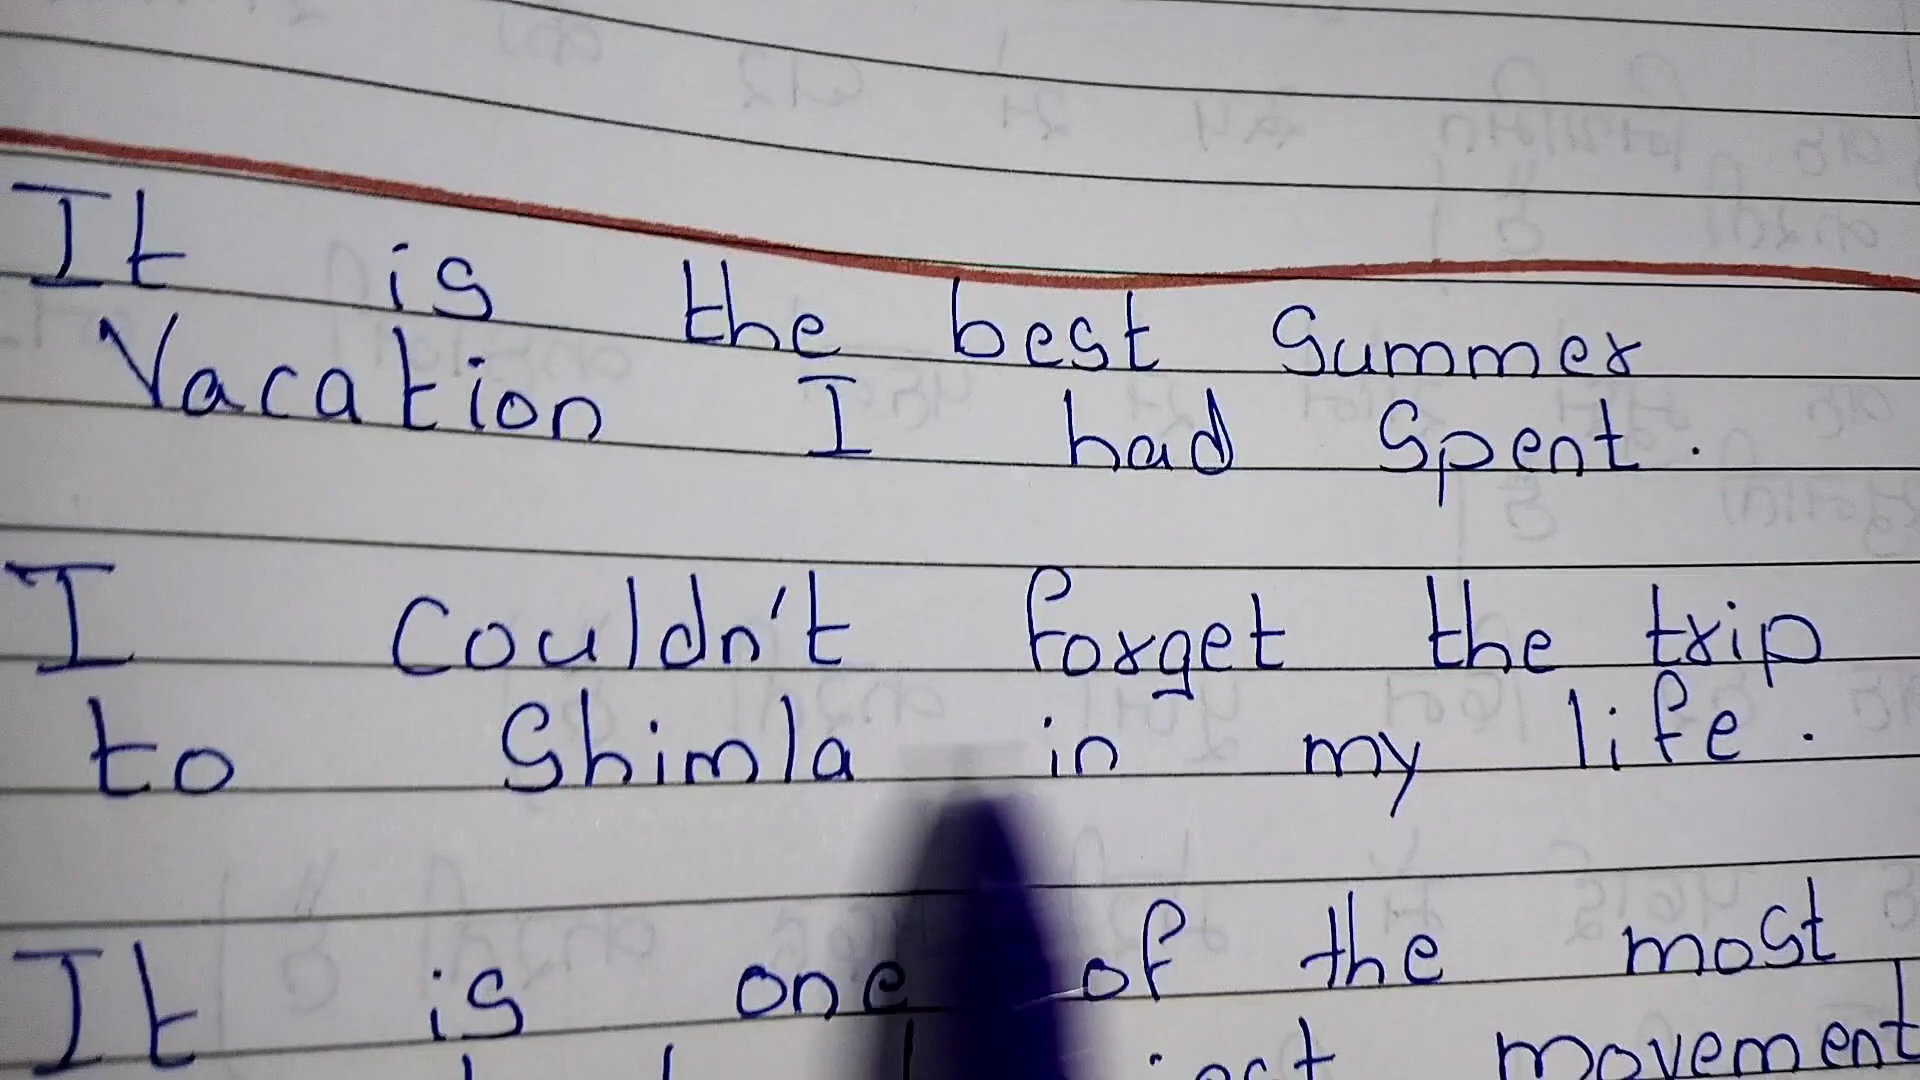 It is the best Summer
Vacation I had Spent.
I couldn't forget the trip
to Shimla in my life.
It is one of the most
movement